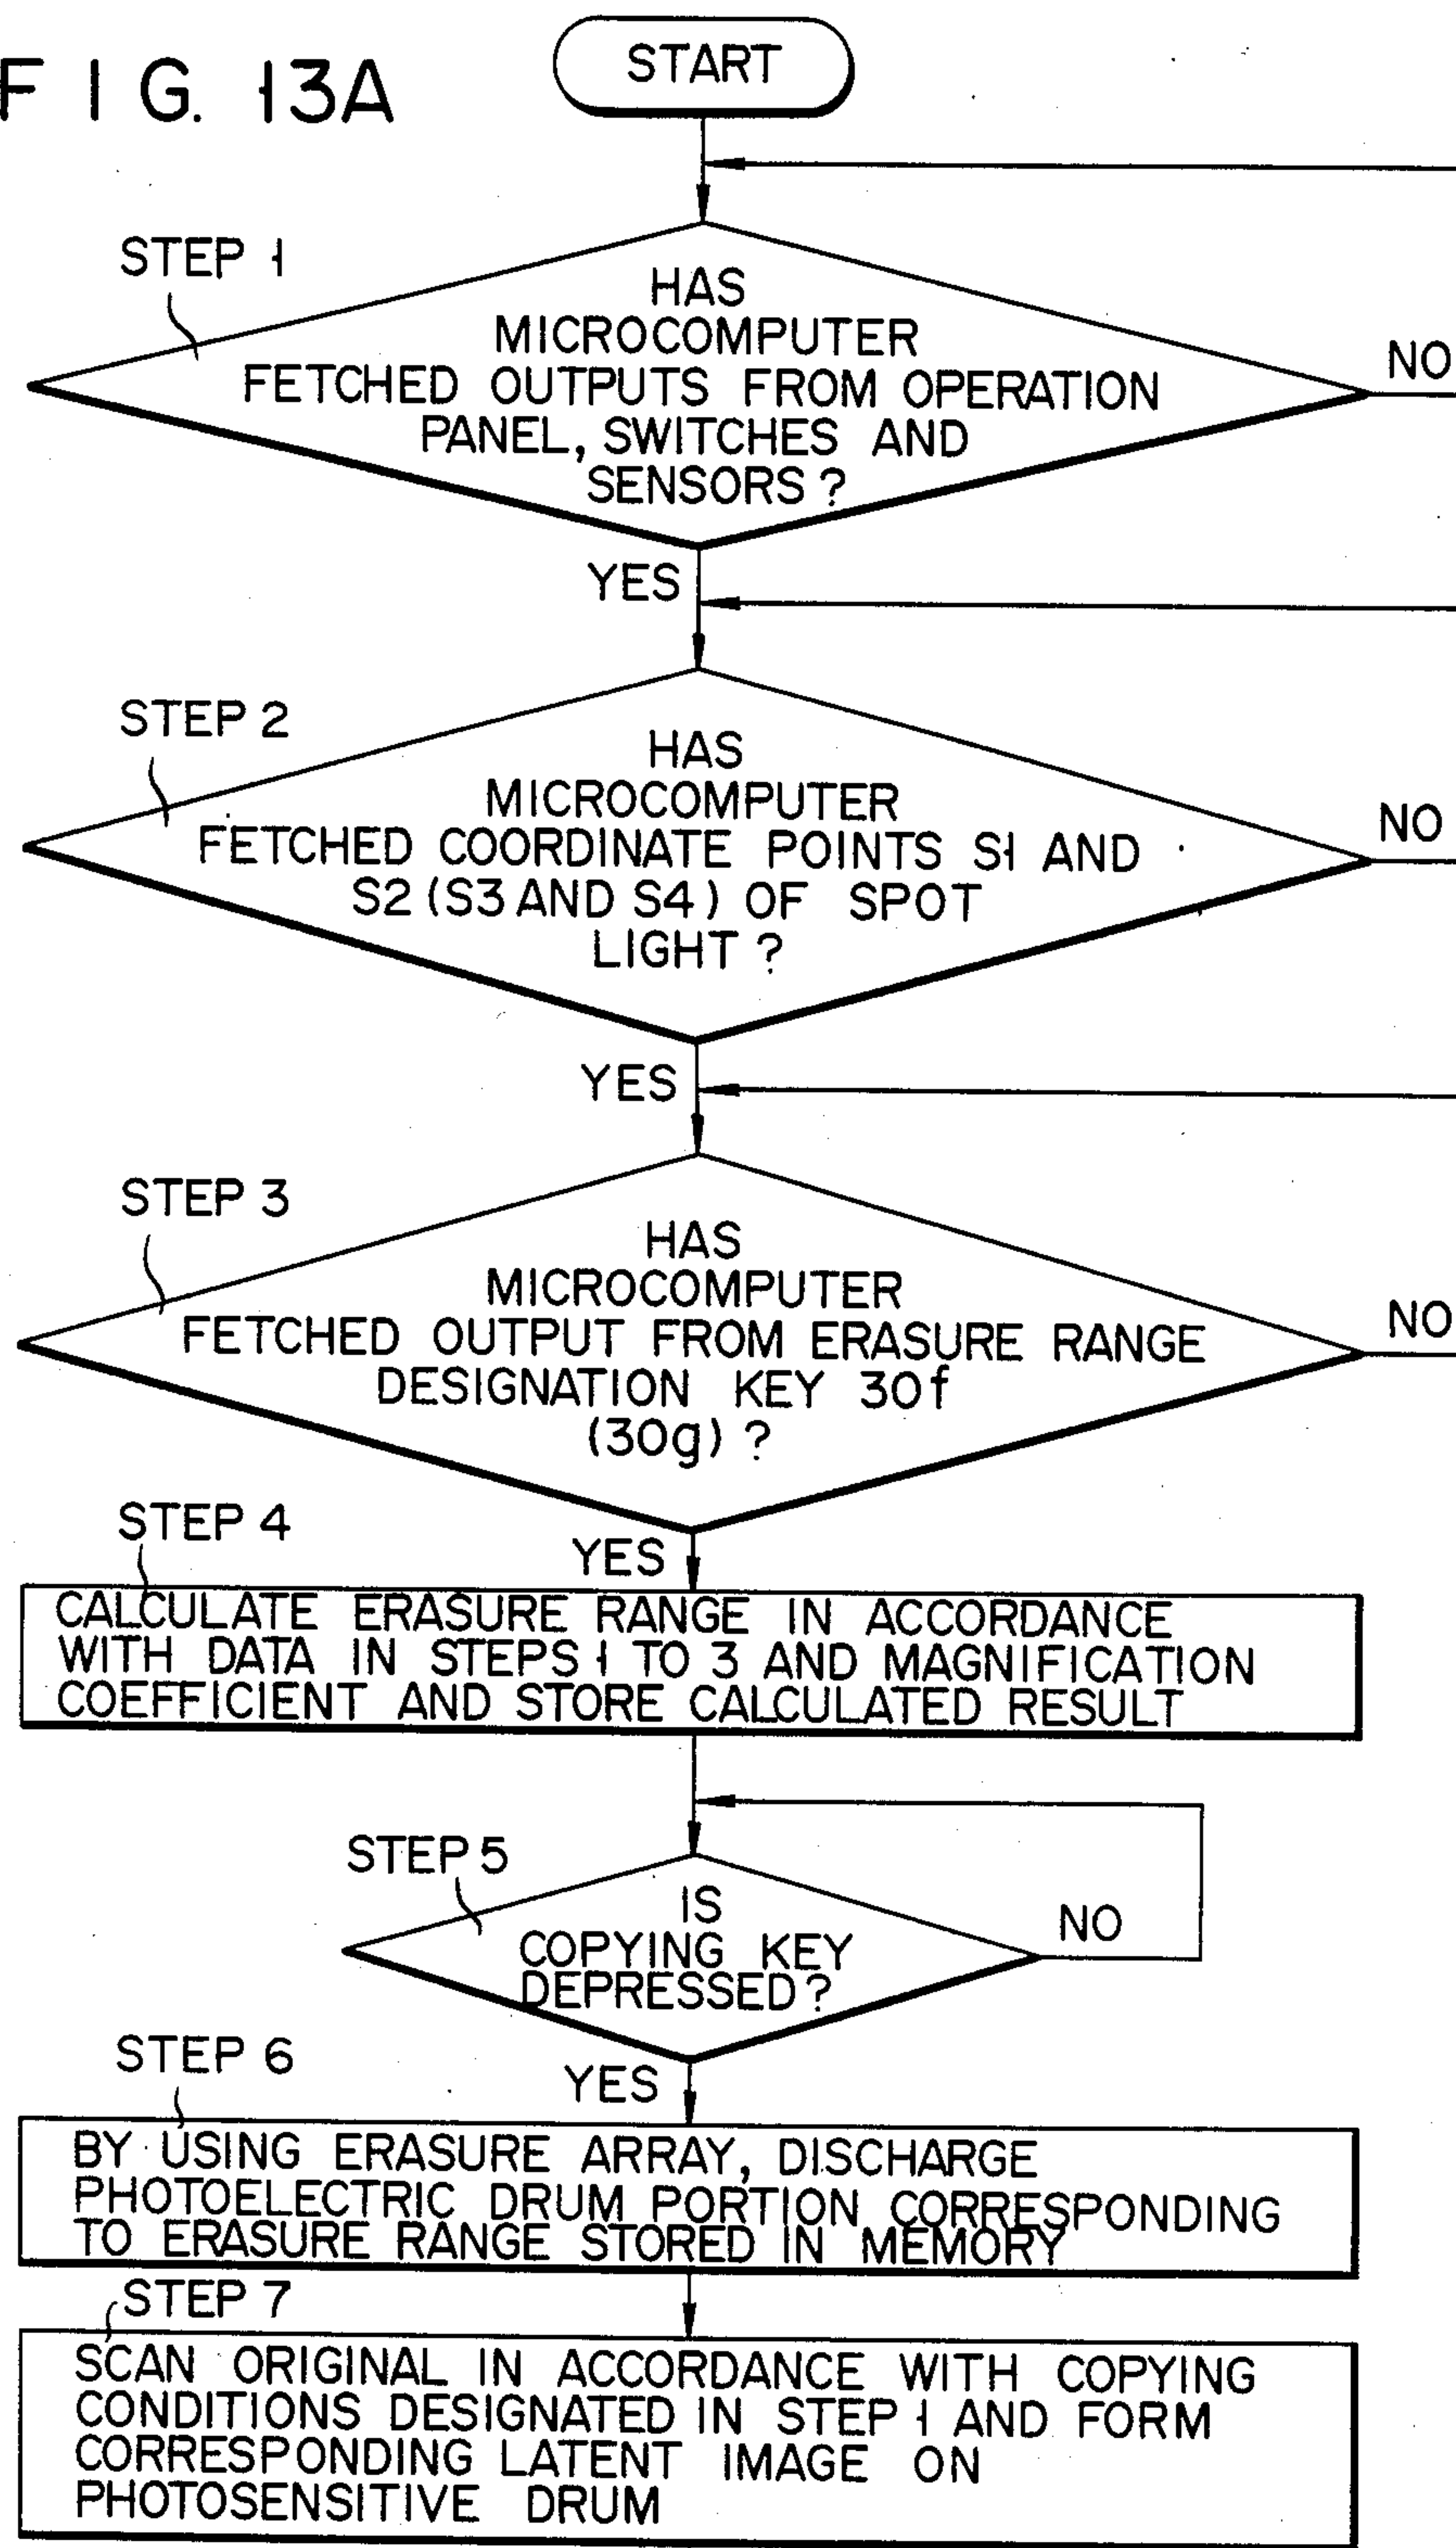 FIG. 13A
START
STEP 1
HAS
MICROCOMPUTER
FETCHED OUTPUTS FROM OPERATION
PANEL, SWITCHES AND
SENSORS?
NO
YES
STEP 2
HAS
MICROCOMPUTER
FETCHED COORDINATE POINTS S1 AND
S2 (S3 AND S4) OF SPOT
LIGHT?
NO
YES
STEP 3
HAS
MICROCOMPUTER
FETCHED OUTPUT FROM ERASURE RANGE
DESIGNATION KEY 30f
(30g)?
NO
YES
STEP 4
CALCULATE ERASURE RANGE IN ACCORDANCE
WITH DATA IN STEPS 1 TO 3 AND MAGNIFICATION
COEFFICIENT AND STORE CALCULATED RESULT
STEP 5
IS
COPYING KEY
DEPRESSED?
NO
YES
STEP 6
BY USING ERASURE ARRAY, DISCHARGE
PHOTOELECTRIC DRUM PORTION CORRESPONDING
TO ERASURE RANGE STORED IN MEMORY
STEP 7
SCAN ORIGINAL IN ACCORDANCE WITH COPYING
CONDITIONS DESIGNATED IN STEP 1 AND FORM
CORRESPONDING LATENT IMAGE ON
PHOTOSENSITIVE DRUM